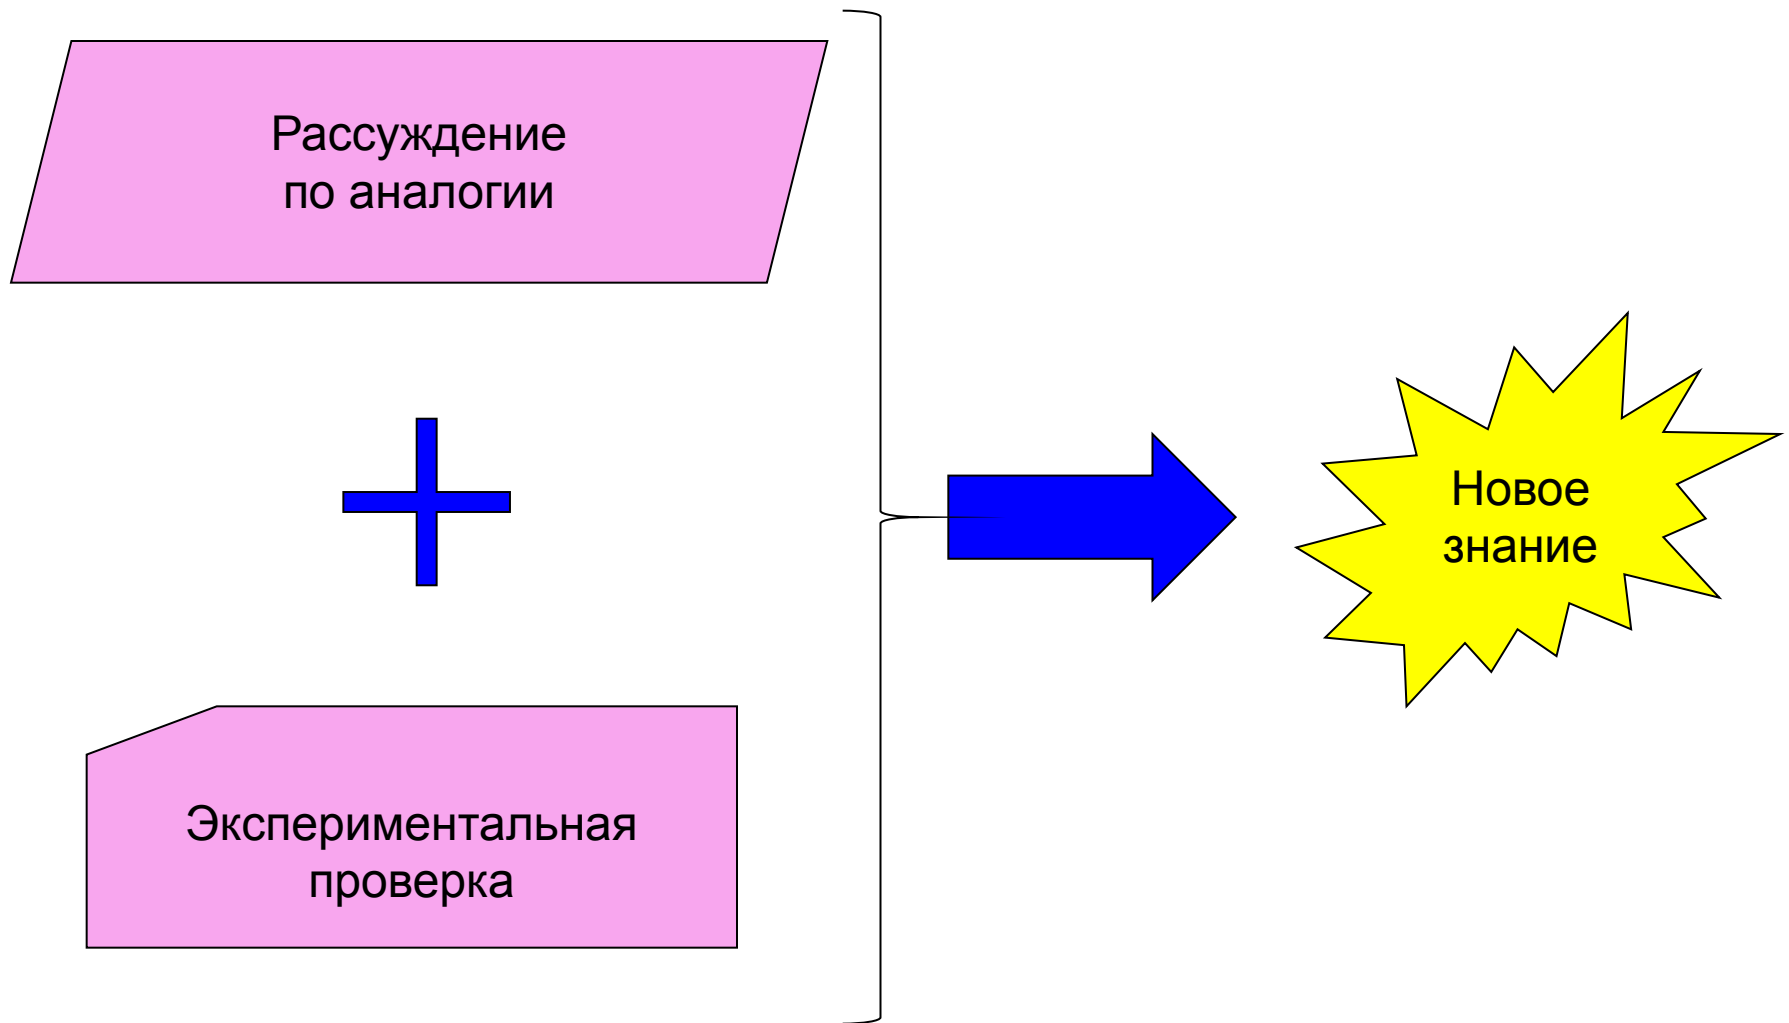 Рассуждение
по аналогии
Новое
знание
Экспериментальная
проверка